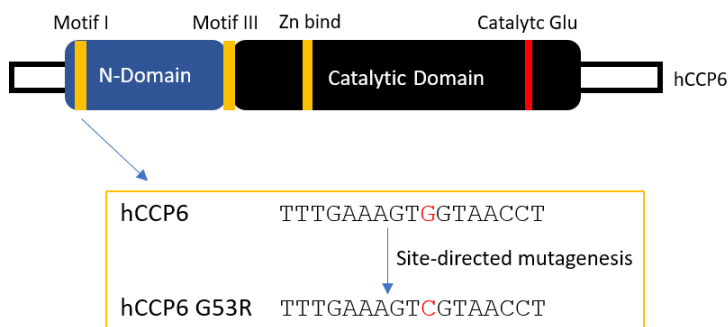 Motif I Motif III Zn bind Catalytc Glu
N-Domain Catalytic Domain hCCP6
hCCP6 TTTGAAAGTGGTAACCT
Site-directed mutagenesis
hCCP6 G53R TTTGAAAGTCGTAACCT